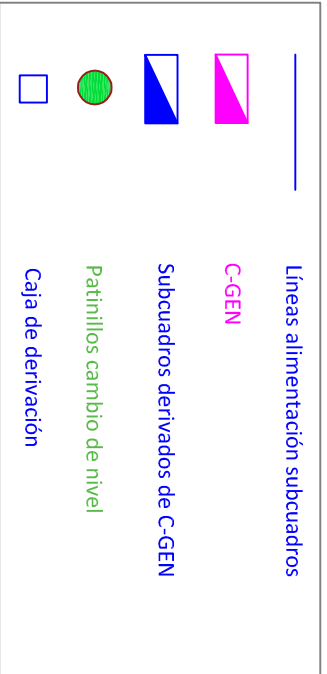 Líneas alimentación subcuadros
C-GEN
Subcuadros derivados de C-GEN
Patinillos cambio de nivel
Caja de derivación